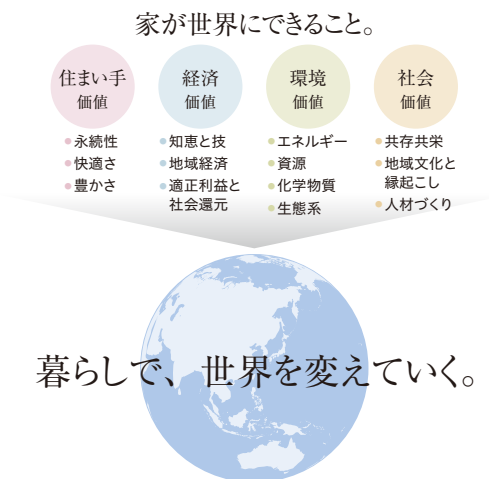 家が世界にできること。
住まい手
価値
経済
価値
環境
価値
社会
価値
●永続性
●快適さ
●豊かさ
●知恵と技
●地域経済
●適正利益と
社会還元
●エネルギー
●資源
●化学物質
●生態系
●共存共栄
●地域文化と
縁起こし
●人材づくり
暮らしで、世界を変えていく。